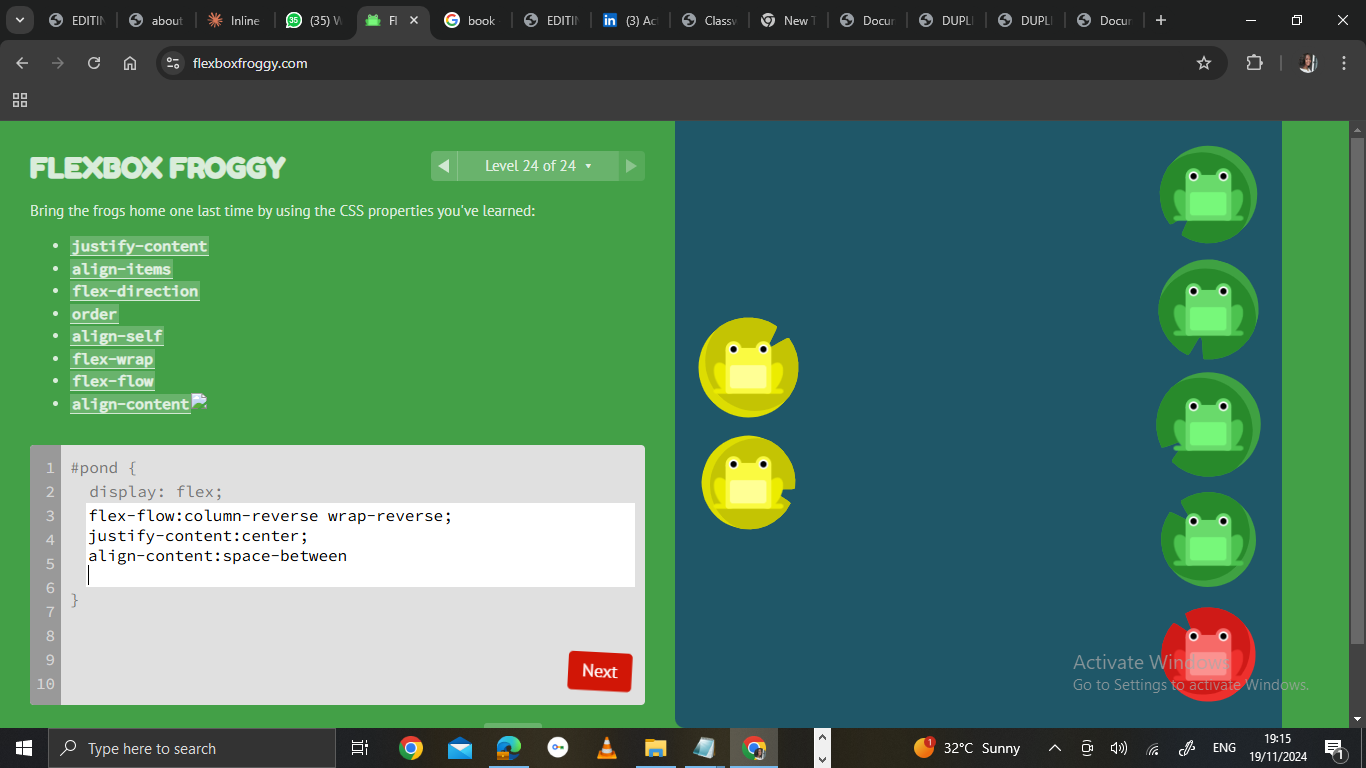 EDITIN
about
Inline
(35) W
Fl
book
EDITIN
(3) Ac
Classw
New T
Docur
DUPLI
DUPLI
Docur
flexboxfroggy.com
FLEXBOX FROGGY
Level 24 of 24
Bring the frogs home one last time by using the CSS properties you've learned:
justify-content
align-items
flex-direction
order
align-self
flex-wrap
flex-flow
align-content
1 #pond {
2 display: flex;
3 flex-flow:column-reverse wrap-reverse;
4 justify-content:center;
5 align-content:space-between
6 }
7
8
9
10
Next
Activate Windows
Go to Settings to activate Windows.
Type here to search
1
32°C Sunny
ENG
19:15
19/11/2024
1